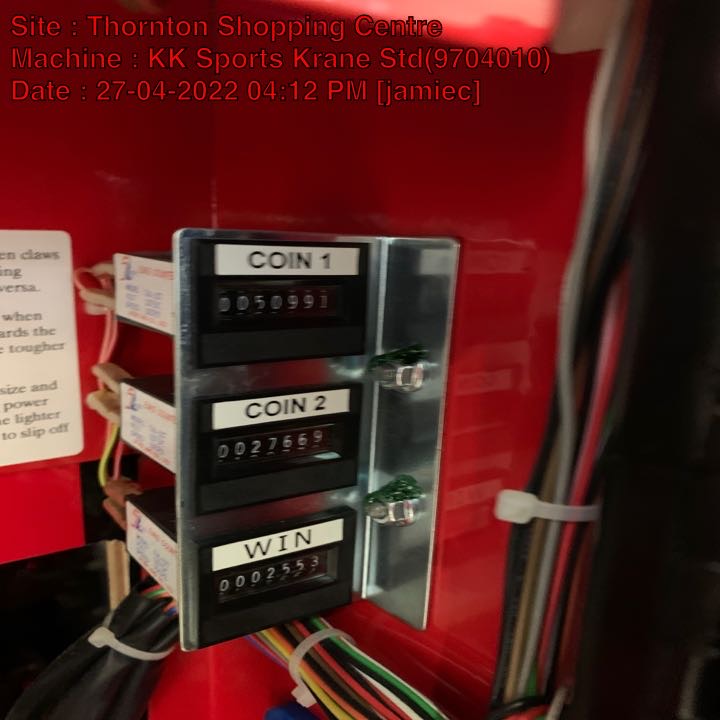 Site : Thornton Shopping Centre
Machine : KK Sports Krane Std(9704010)
Date : 27-04-2022 04:12 PM [jamiec]
en claws
ing
versa.
when
ards the
e tougher
size and
power
e lighter
to slip off
COIN 1
0050991
COIN 2
0027669
WIN
0002553